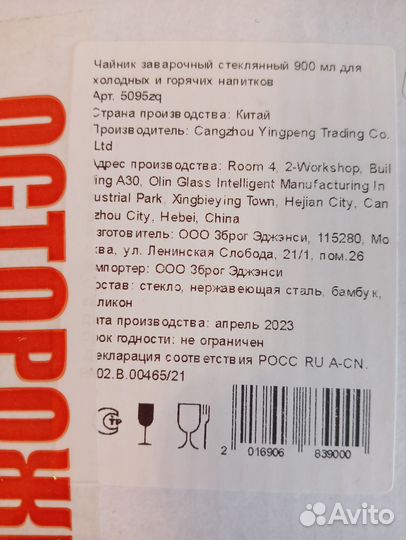 ОСТОРОЖ
Чайник заварочный стеклянный 900 мл для
холодных и горячих напитков
Арт. 5095zq
Страна производства: Китай
Производитель: Cangzhou Yingpeng Trading Co.
Ltd
Адрес производства: Room 4, 2-Workshop, Buil
ing A30, Olin Glass Intelligent Manufacturing In
ustrial Park, Xingbieying Town, Hejian City, Can
zhou City, Hebei, China
зготовитель: ООО Зброг Эджэнси, 115280, Мо
ква, ул. Ленинская Слобода, 21/1, пом.26
мпортер: ООО Зброг Эджэнси
остав: стекло, нержавеющая сталь, бамбук,
ликон
ата производства: апрель 2023
рок годности: не ограничен
екларация соответствия РОСС RU А-CN.
02.В.00465/21
СТР
2 016906 839000
Avito